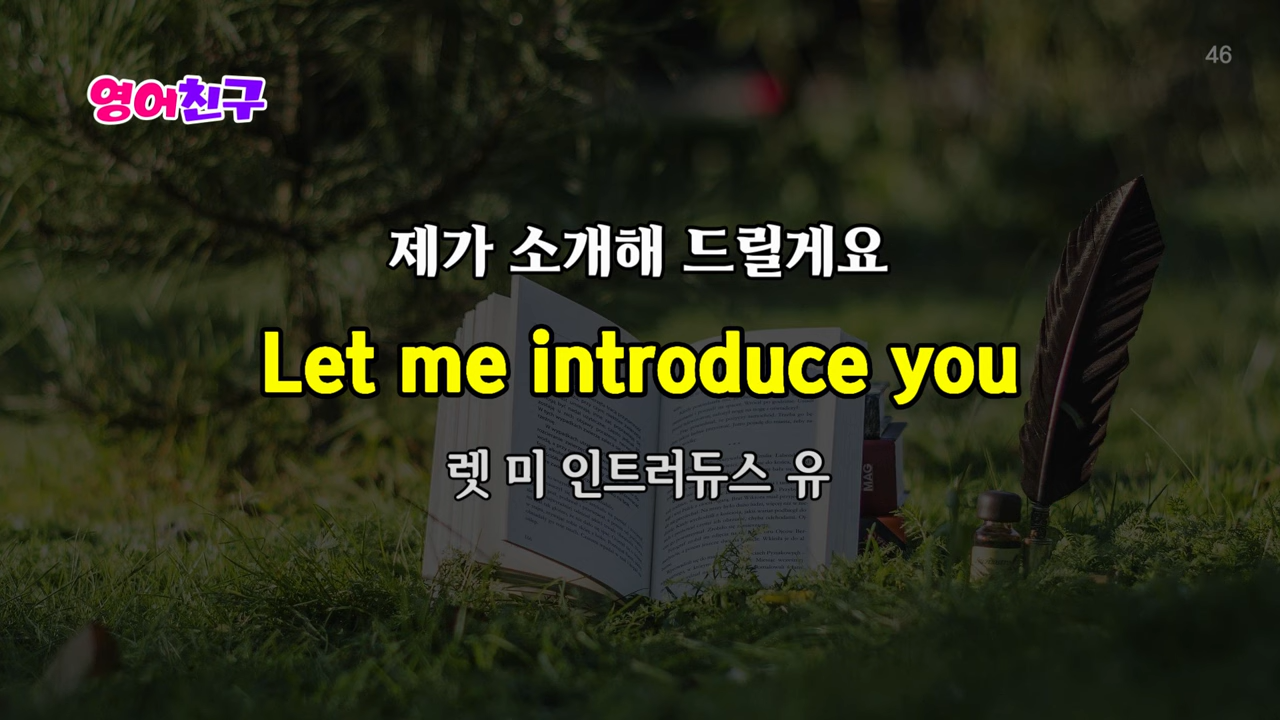 46
영어친구
제가 소개해 드릴게요
Let me introduce you
렛 미 인트러듀스 유
MAG